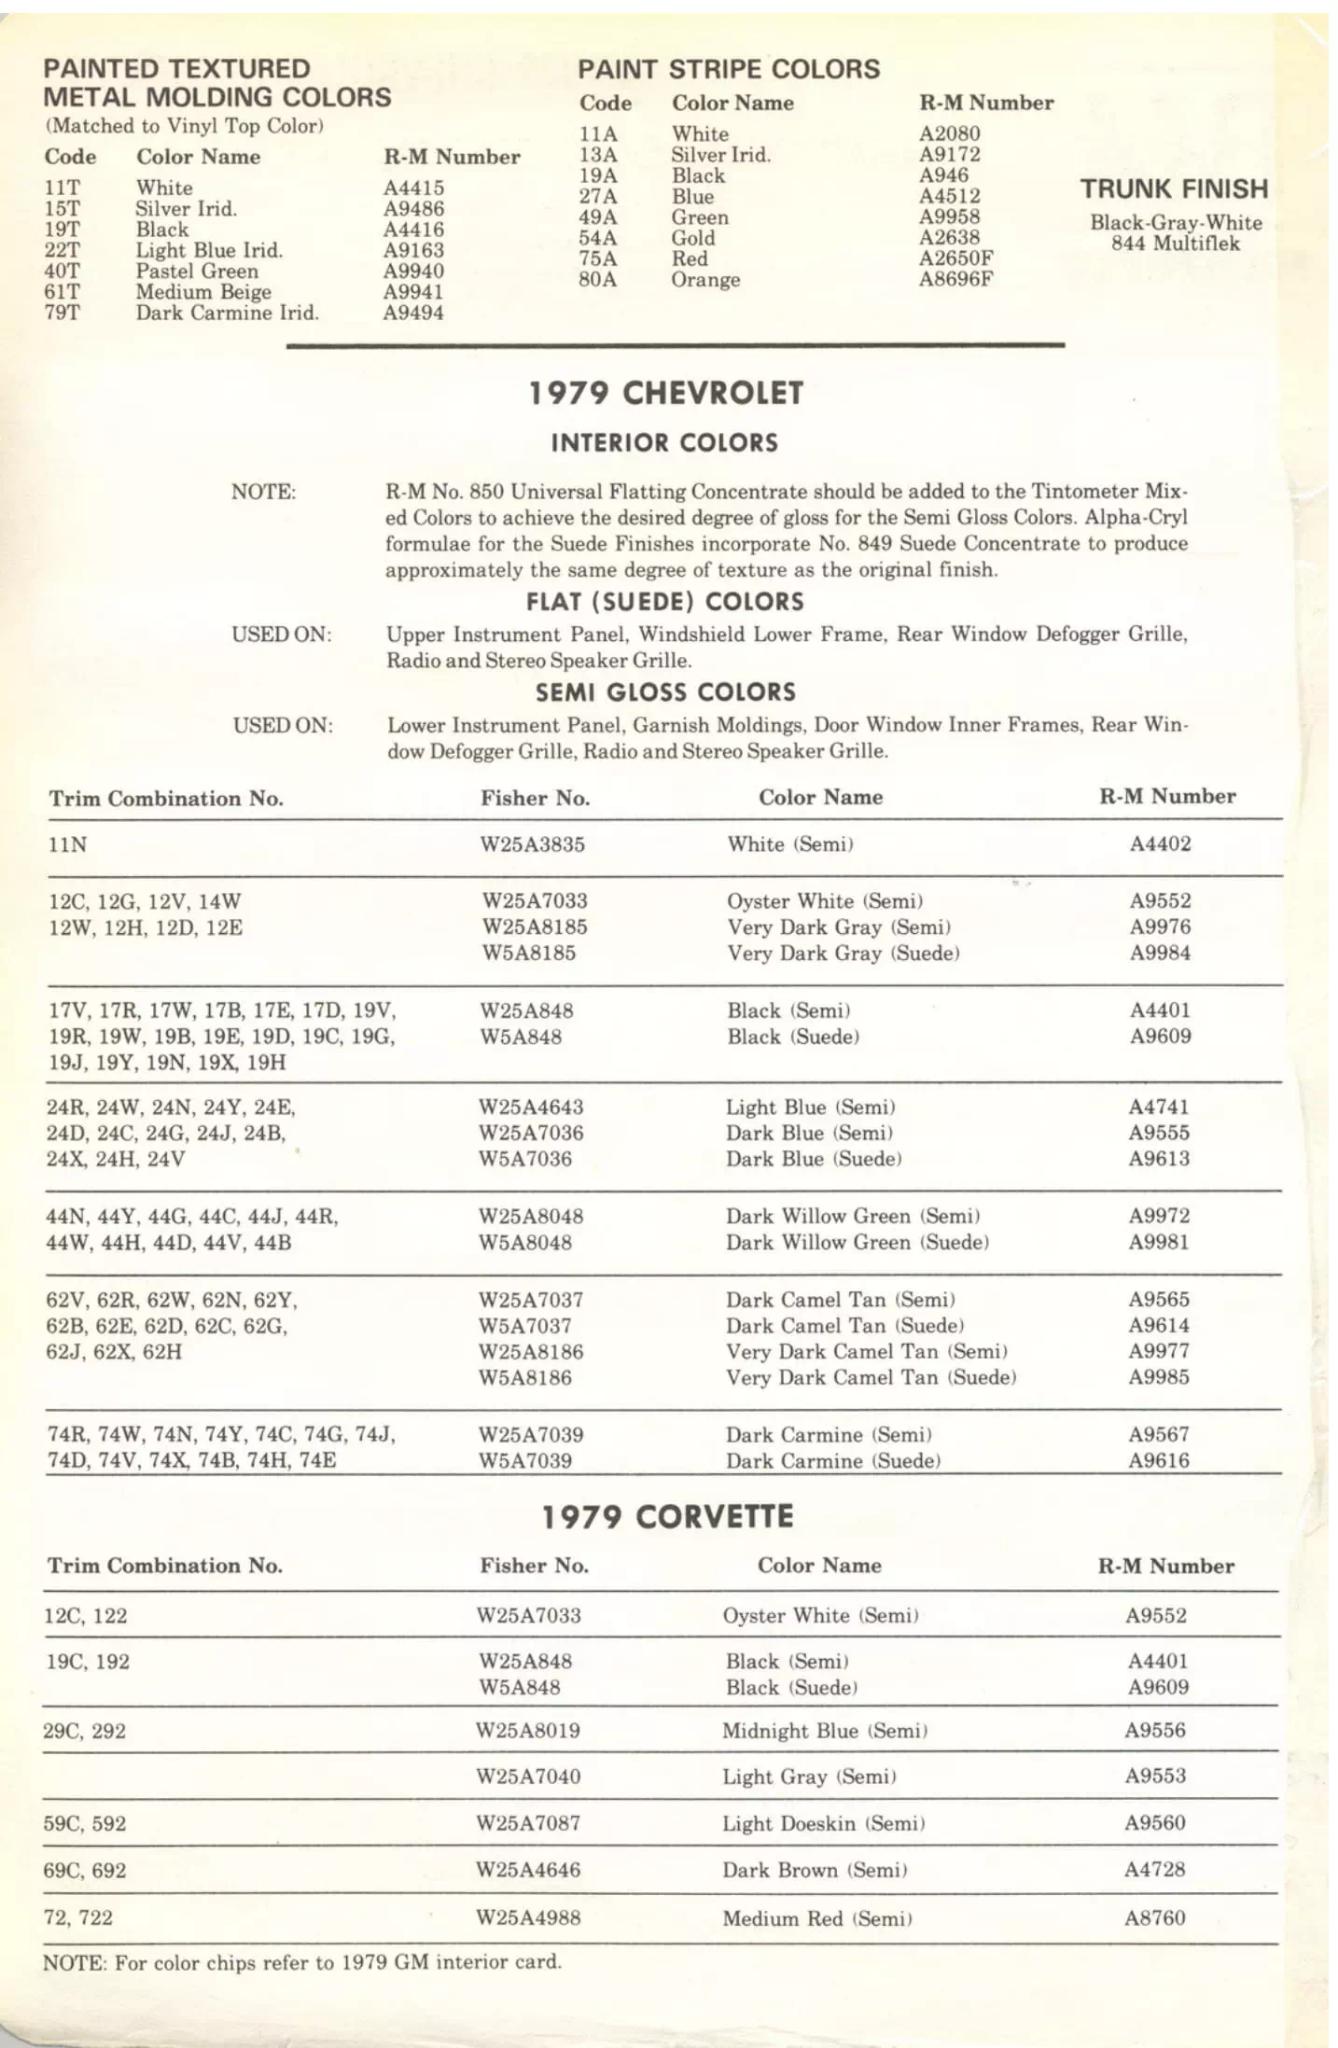 PAINTED TEXTURED
METAL MOLDING COLORS
(Matched to Vinyl Top Color)
Code Color Name R-M Number
11T White A4415
15T Silver Irid. A9486
19T Black A4416
22T Light Blue Irid. A9163
40T Pastel Green A9940
61T Medium Beige A9941
79T Dark Carmine Irid. A9494
PAINT STRIPE COLORS
Code Color Name R-M Number
11A White A2080
13A Silver Irid. A9172
19A Black A946
27A Blue A4512
49A Green A9958
54A Gold A2638
75A Red A2650F
80A Orange A8696F
TRUNK FINISH
Black-Gray-White
844 Multiflek
1979 CHEVROLET
INTERIOR COLORS
NOTE: R-M No. 850 Universal Flatting Concentrate should be added to the Tintometer Mix-
ed Colors to achieve the desired degree of gloss for the Semi Gloss Colors. Alpha-Cryl
formulae for the Suede Finishes incorporate No. 849 Suede Concentrate to produce
approximately the same degree of texture as the original finish.
FLAT (SUEDE) COLORS
USED ON: Upper Instrument Panel, Windshield Lower Frame, Rear Window Defogger Grille,
Radio and Stereo Speaker Grille.
SEMI GLOSS COLORS
USED ON: Lower Instrument Panel, Garnish Moldings, Door Window Inner Frames, Rear Win-
dow Defogger Grille, Radio and Stereo Speaker Grille.
Trim Combination No. Fisher No. Color Name R-M Number
11N W25A3835 White (Semi) A4402
12C, 12G, 12V, 14W W25A7033 Oyster White (Semi) A9552
12W, 12H, 12D, 12E W25A8185 Very Dark Gray (Semi) A9976
W5A8185 Very Dark Gray (Suede) A9984
17V, 17R, 17W, 17B, 17E, 17D, 19V, W25A848 Black (Semi) A4401
19R, 19W, 19B, 19E, 19D, 19C, 19G, W5A848 Black (Suede) A9609
19J, 19Y, 19N, 19X, 19H
24R, 24W, 24N, 24Y, 24E, W25A4643 Light Blue (Semi) A4741
24D, 24C, 24G, 24J, 24B, W25A7036 Dark Blue (Semi) A9555
24X, 24H, 24V W5A7036 Dark Blue (Suede) A9613
44N, 44Y, 44G, 44C, 44J, 44R, W25A8048 Dark Willow Green (Semi) A9972
44W, 44H, 44D, 44V, 44B W5A8048 Dark Willow Green (Suede) A9981
62V, 62R, 62W, 62N, 62Y, W25A7037 Dark Camel Tan (Semi) A9565
62B, 62E, 62D, 62C, 62G, W5A7037 Dark Camel Tan (Suede) A9614
62J, 62X, 62H W25A8186 Very Dark Camel Tan (Semi) A9977
W5A8186 Very Dark Camel Tan (Suede) A9985
74R, 74W, 74N, 74Y, 74C, 74G, 74J, W25A7039 Dark Carmine (Semi) A9567
74D, 74V, 74X, 74B, 74H, 74E W5A7039 Dark Carmine (Suede) A9616
1979 CORVETTE
Trim Combination No. Fisher No. Color Name R-M Number
12C, 122 W25A7033 Oyster White (Semi) A9552
19C, 192 W25A848 Black (Semi) A4401
W5A848 Black (Suede) A9609
29C, 292 W25A8019 Midnight Blue (Semi) A9556
W25A7040 Light Gray (Semi) A9553
59C, 592 W25A7087 Light Doeskin (Semi) A9560
69C, 692 W25A4646 Dark Brown (Semi) A4728
72, 722 W25A4988 Medium Red (Semi) A8760
NOTE: For color chips refer to 1979 GM interior card.